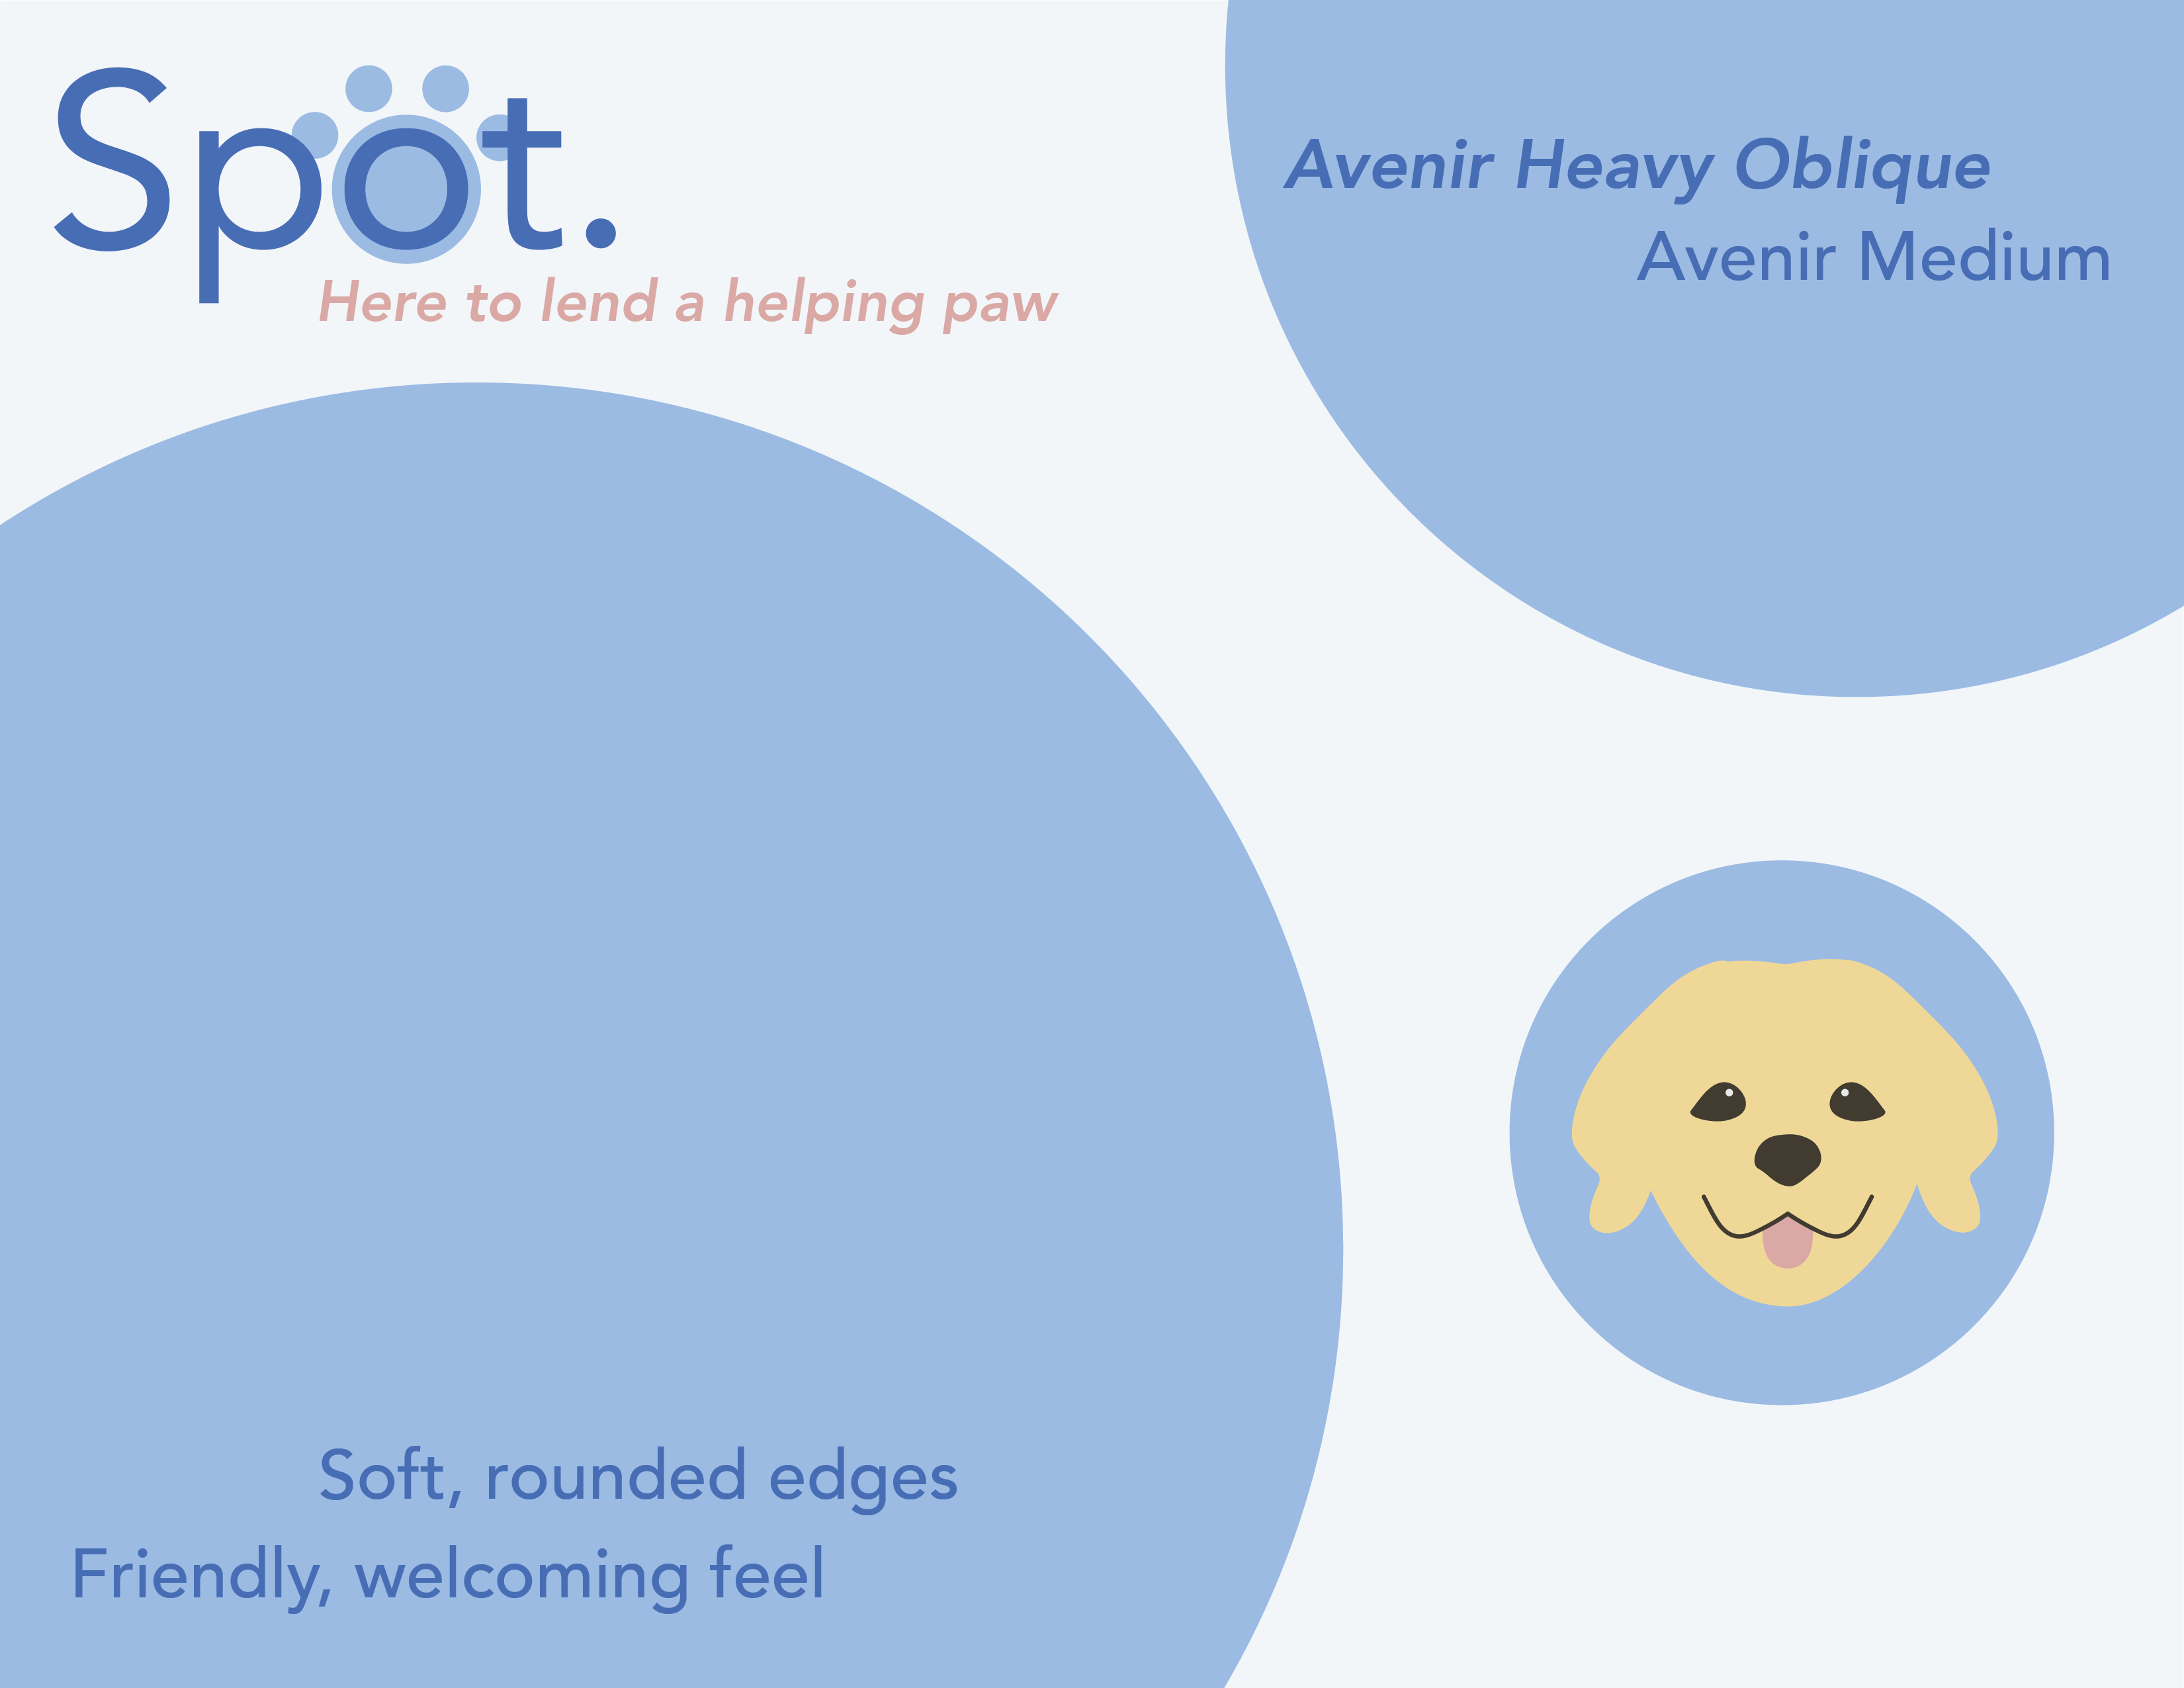 Spot.
Here to lend a helping paw
Avenir Heavy Oblique
Avenir Medium
Soft, rounded edges
Friendly, welcoming feel